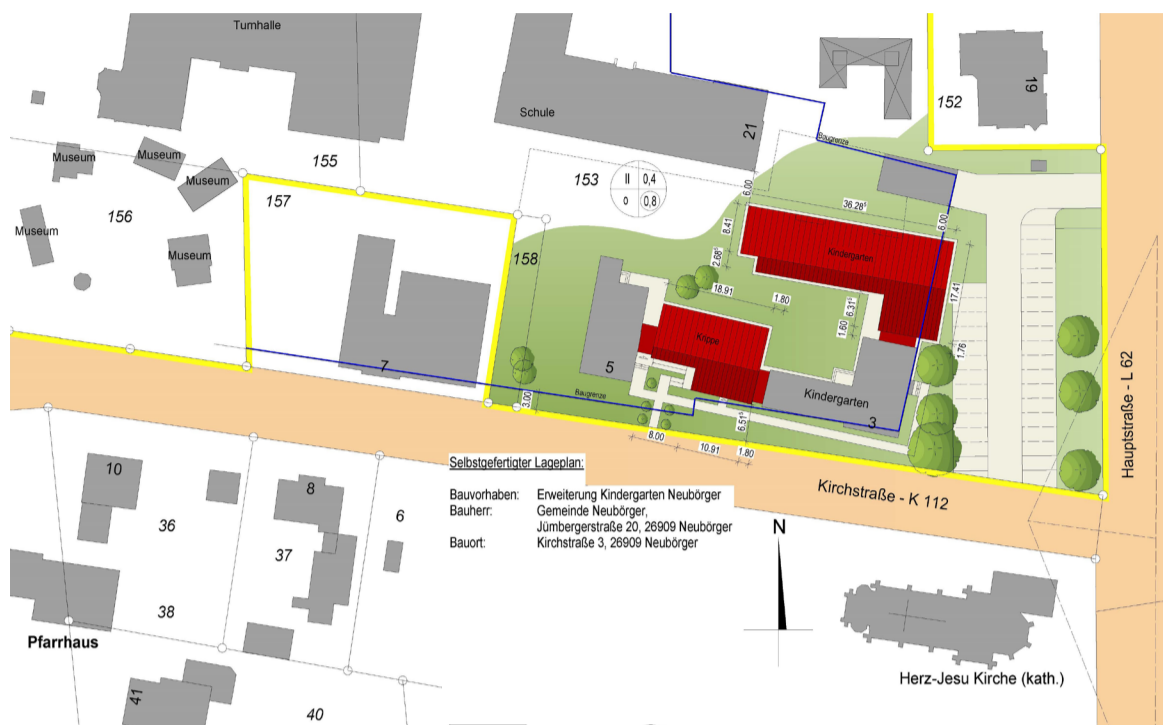 Turnhalle
Schule
21
19
152
Museum
Museum
Museum
155
153
II 0,4
o 0,8
Baugrenze
6.00
36.28⁵
6.00
157
156
Museum
Museum
158
8.41
2.68⁵
Kindergarten
17.41
18.91
1.80
6.31⁵
1.60
1.76
Krippe
7
5
3.00
Baugrenze
Kindergarten
3
6.51⁵
8.00
10.91
1.80
Kirchstraße - K 112
Hauptstraße - L 62
Selbstgefertigter Lageplan:
Bauvorhaben: Erweiterung Kindergarten Neubörger
Bauherr: Gemeinde Neubörger,
Jümbergerstraße 20, 26909 Neubörger
Bauort: Kirchstraße 3, 26909 Neubörger
N
10
8
6
36
37
38
Pfarrhaus
41
40
Herz-Jesu Kirche (kath.)